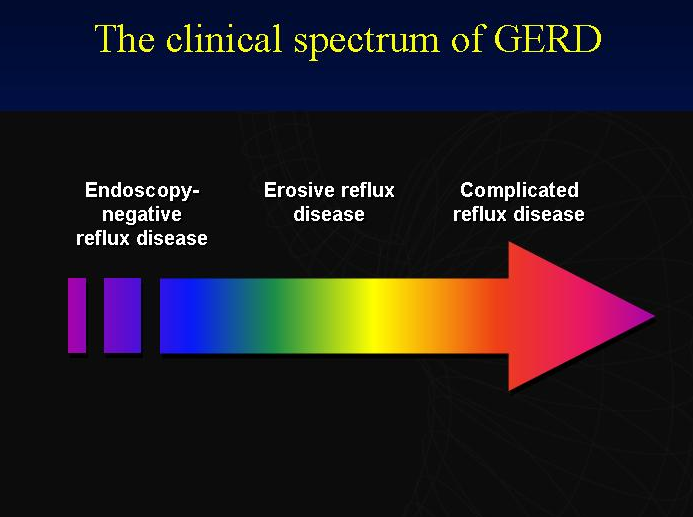 The clinical spectrum of GERD
Endoscopy-
negative
reflux disease
Erosive reflux
disease
Complicated
reflux disease